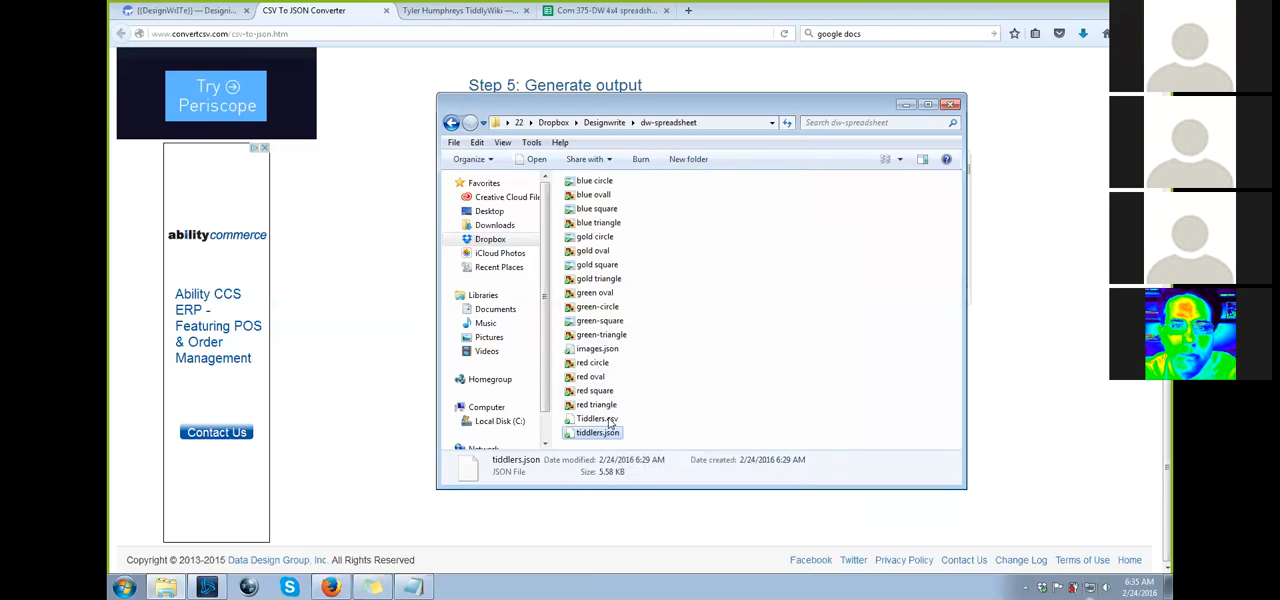 ((DesignWriTe)) — Designi...
CSV To JSON Converter
Tyler Humphreys TiddlyWiki —...
Com 375-DW 4x4 spreadsh...
www.convertcsv.com/csv-to-json.htm
google docs
Try
Periscope
Step 5: Generate output
22 Dropbox Designwrite dw-spreadsheet
Search dw-spreadsheet
File Edit View Tools Help
Organize Open Share with Burn New folder
Favorites
Creative Cloud File
Desktop
Downloads
Dropbox
iCloud Photos
Recent Places
Libraries
Documents
Music
Pictures
Videos
Homegroup
Computer
Local Disk (C:)
blue circle
blue ovall
blue square
blue triangle
gold circle
gold oval
gold square
gold triangle
green oval
green-circle
green-square
green-triangle
images.json
red circle
red oval
red square
red triangle
Tiddlers.csv
tiddlers.json
tiddlers.json Date modified: 2/24/2016 6:29 AM Date created: 2/24/2016 6:29 AM
JSON File Size: 5.58 KB
abilitycommerce
Ability CCS
ERP -
Featuring POS
& Order
Management
Contact Us
Copyright © 2013-2015 Data Design Group, Inc. All Rights Reserved
Facebook Twitter Privacy Policy Contact Us Change Log Terms of Use Home
6:35 AM
2/24/2016